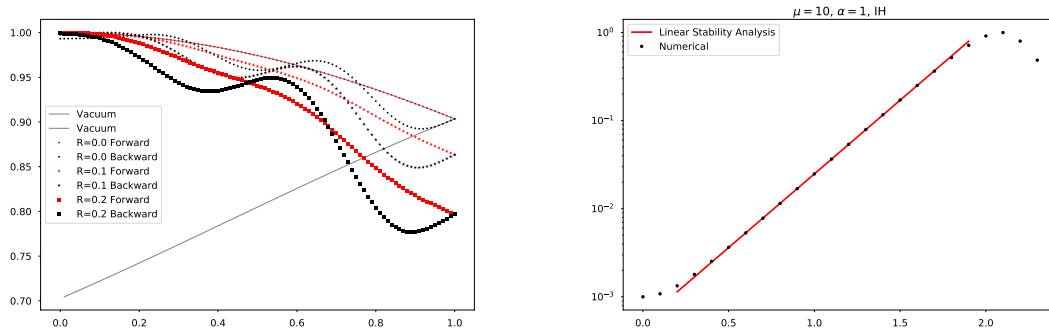 1.00
0.95
0.90
0.85
0.80
0.75
0.70
0.0
0.2
0.4
0.6
0.8
1.0
Vacuum
Vacuum
R=0.0 Forward
R=0.0 Backward
R=0.1 Forward
R=0.1 Backward
R=0.2 Forward
R=0.2 Backward
μ = 10, α = 1, IH
10⁰
10⁻¹
10⁻²
10⁻³
0.0
0.5
1.0
1.5
2.0
Linear Stability Analysis
Numerical